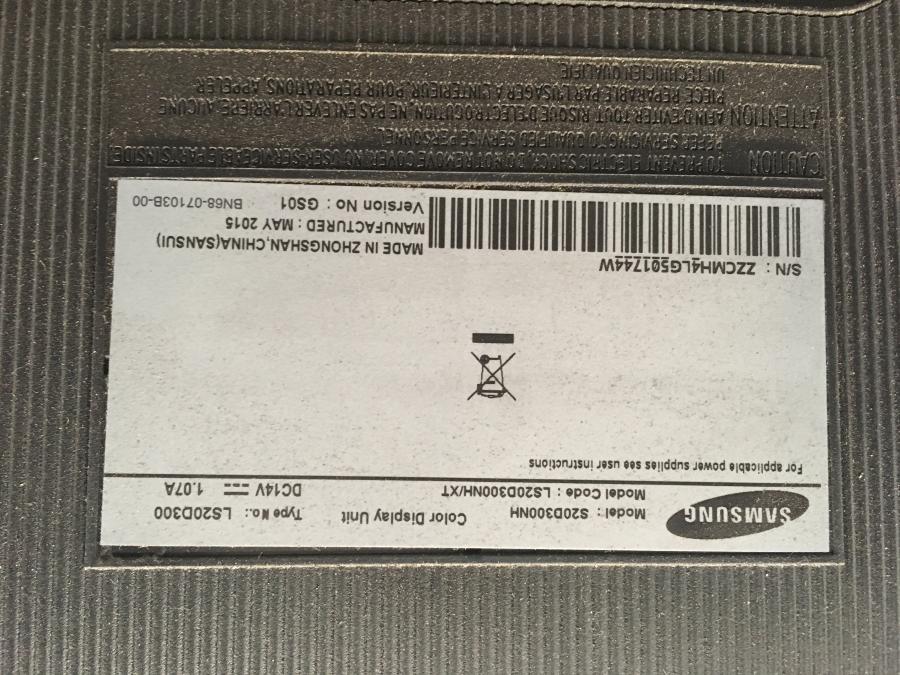 SAMSUNG
Model : S20D300NH Color Display Unit Type No.: LS20D300
Model Code : LS20D300NH/XT DC14V 1.07A
For applicable power supplies see user instructions
S/N : ZZCMH4LG501744W
MADE IN ZHONGSHAN,CHINA(SANSUI)
MANUFACTURED : MAY 2015
Version No : GS01 BN68-07103B-00
CAUTION TO PREVENT ELECTRIC SHOCK, DO NOT REMOVE COVER. NO USER SERVICEABLE PARTS INSIDE
REFER SERVICING TO QUALIFIED SERVICE PERSONNEL
ATTENTION AFIN D'EVITER TOUT RISQUE D'ELECTROCUTION, NE PAS ENLEVER L'ARRIERE. AUCUNE
PIECE REPARABLE PAR L'USAGER A L'INTERIEUR. POUR REPARATIONS, APPELER
UN TECHNICIEN QUALIFIE